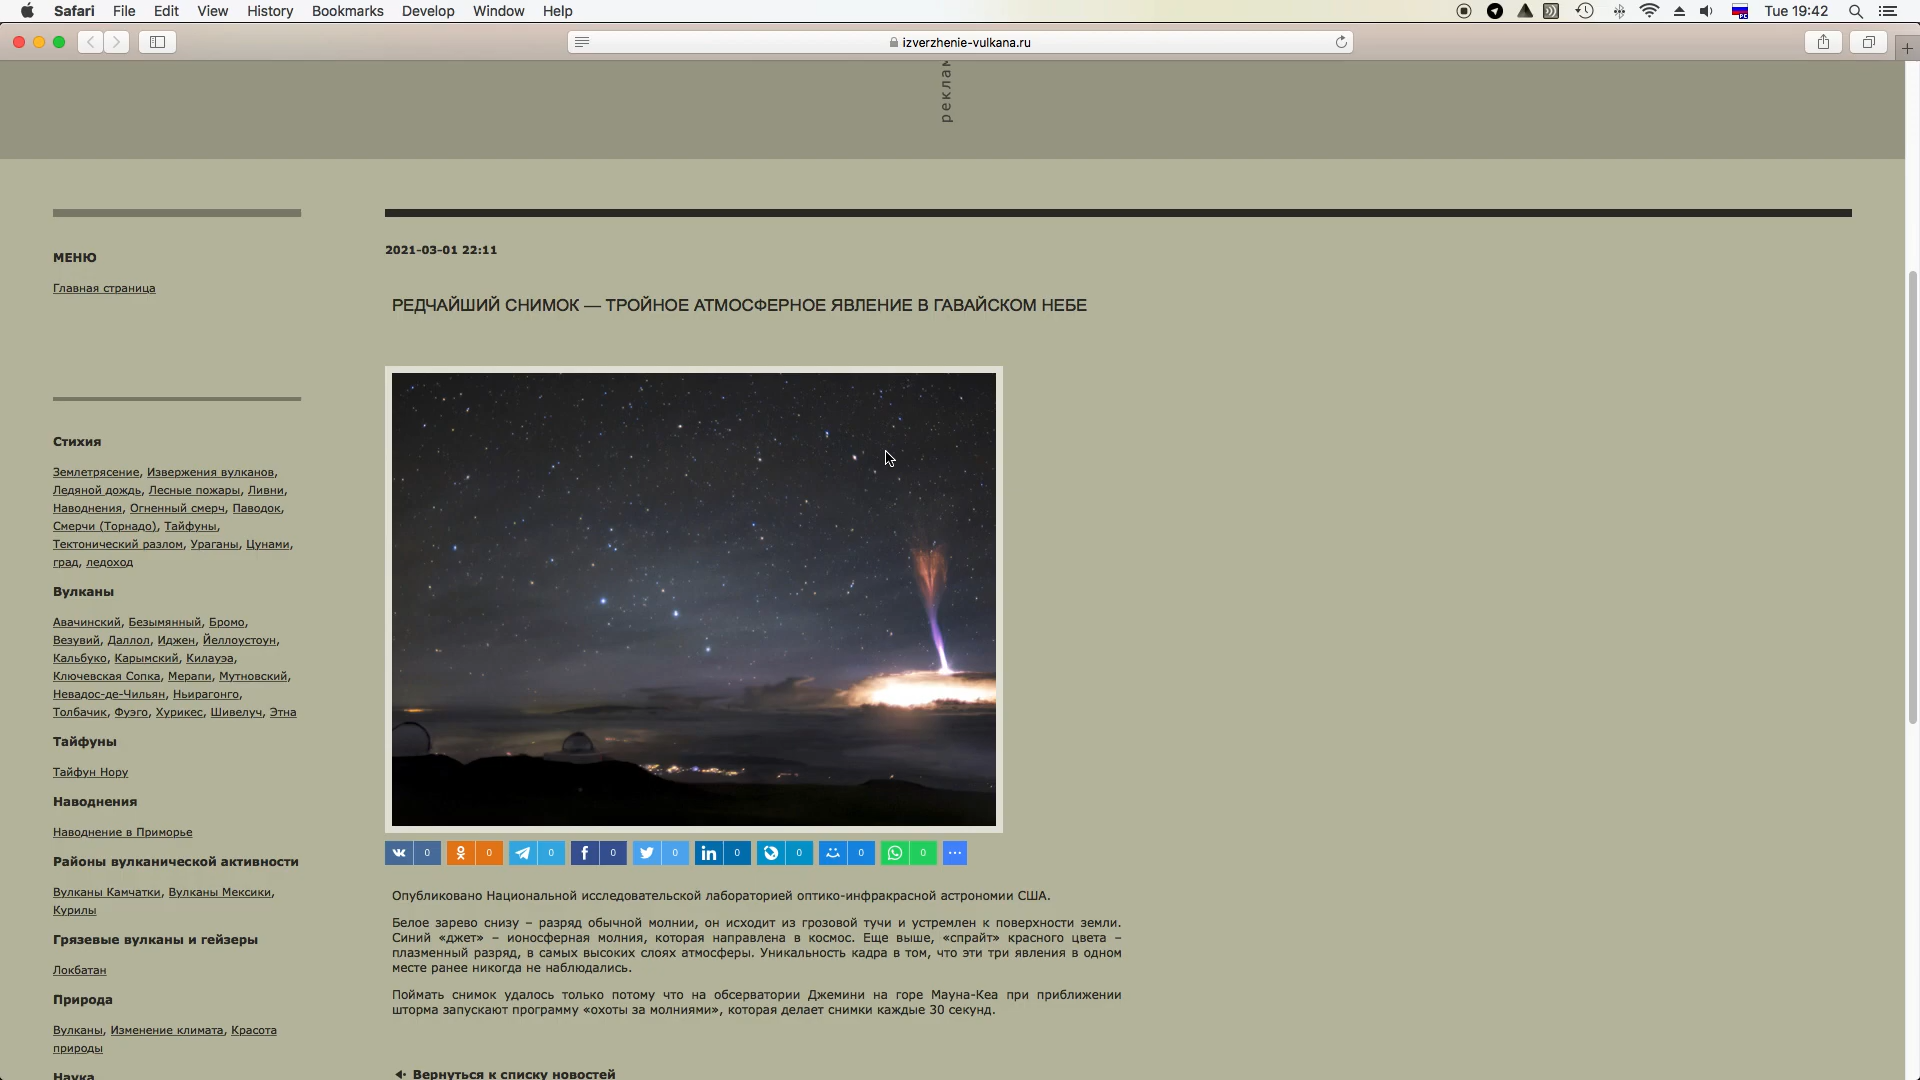 Safari File Edit View History Bookmarks Develop Window Help Tue 19:42
izverzhenie-vulkana.ru
МЕНЮ
Главная страница
Стихия
Землетрясение, Извержения вулканов,
Ледяной дождь, Лесные пожары, Ливни,
Наводнения, Огненный смерч, Паводок,
Смерчи (Торнадо), Тайфуны,
Тектонический разлом, Ураганы, Цунами,
град, ледоход
Вулканы
Авачинский, Безымянный, Бромо,
Везувий, Даллол, Иджен, Йеллоустоун,
Кальбуко, Карымский, Килауэа,
Ключевская Сопка, Мерапи, Мутновский,
Невадос-де-Чильян, Ньирагонго,
Толбачик, Фуэго, Хурикес, Шивелуч, Этна
Тайфуны
Тайфун Нору
Наводнения
Наводнение в Приморье
Районы вулканической активности
Вулканы Камчатки, Вулканы Мексики,
Курилы
Грязевые вулканы и гейзеры
Локбатан
Природа
Вулканы, Изменение климата, Красота
природы
Наука
2021-03-01 22:11
РЕДЧАЙШИЙ СНИМОК — ТРОЙНОЕ АТМОСФЕРНОЕ ЯВЛЕНИЕ В ГАВАЙСКОМ НЕБЕ
0 0 0 0 0 0 0 0 0
Опубликовано Национальной исследовательской лабораторией оптико-инфракрасной астрономии США.
Белое зарево снизу – разряд обычной молнии, он исходит из грозовой тучи и устремлен к поверхности земли.
Синий «джет» – ионосферная молния, которая направлена в космос. Еще выше, «спрайт» красного цвета –
плазменный разряд, в самых высоких слоях атмосферы. Уникальность кадра в том, что эти три явления в одном
месте ранее никогда не наблюдались.
Поймать снимок удалось только потому что на обсерватории Джемини на горе Мауна-Кеа при приближении
шторма запускают программу «охоты за молниями», которая делает снимки каждые 30 секунд.
Вернуться к списку новостей